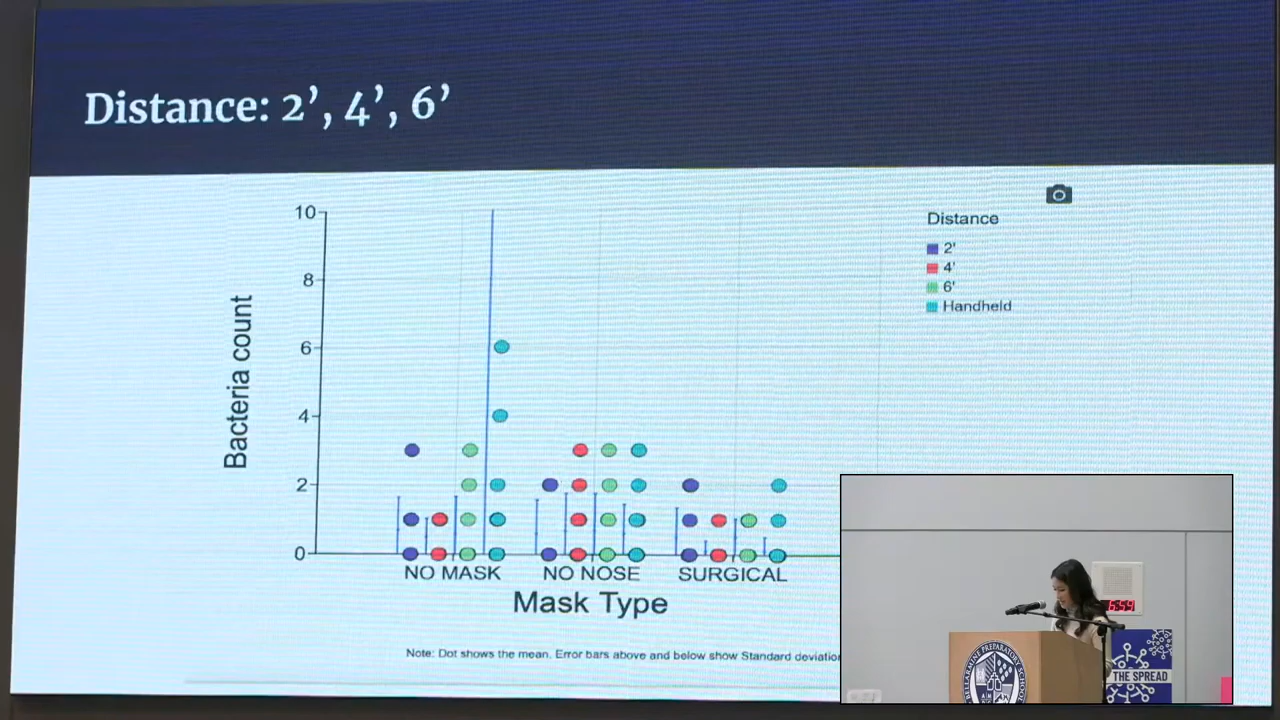 Distance: 2’, 4’, 6’
Distance
2'
4'
6'
Handheld
10
8
6
4
2
0
Bacteria count
NO MASK
NO NOSE
SURGICAL
Mask Type
Note: Dot shows the mean. Error bars above and below show Standard deviation
THE SPREAD